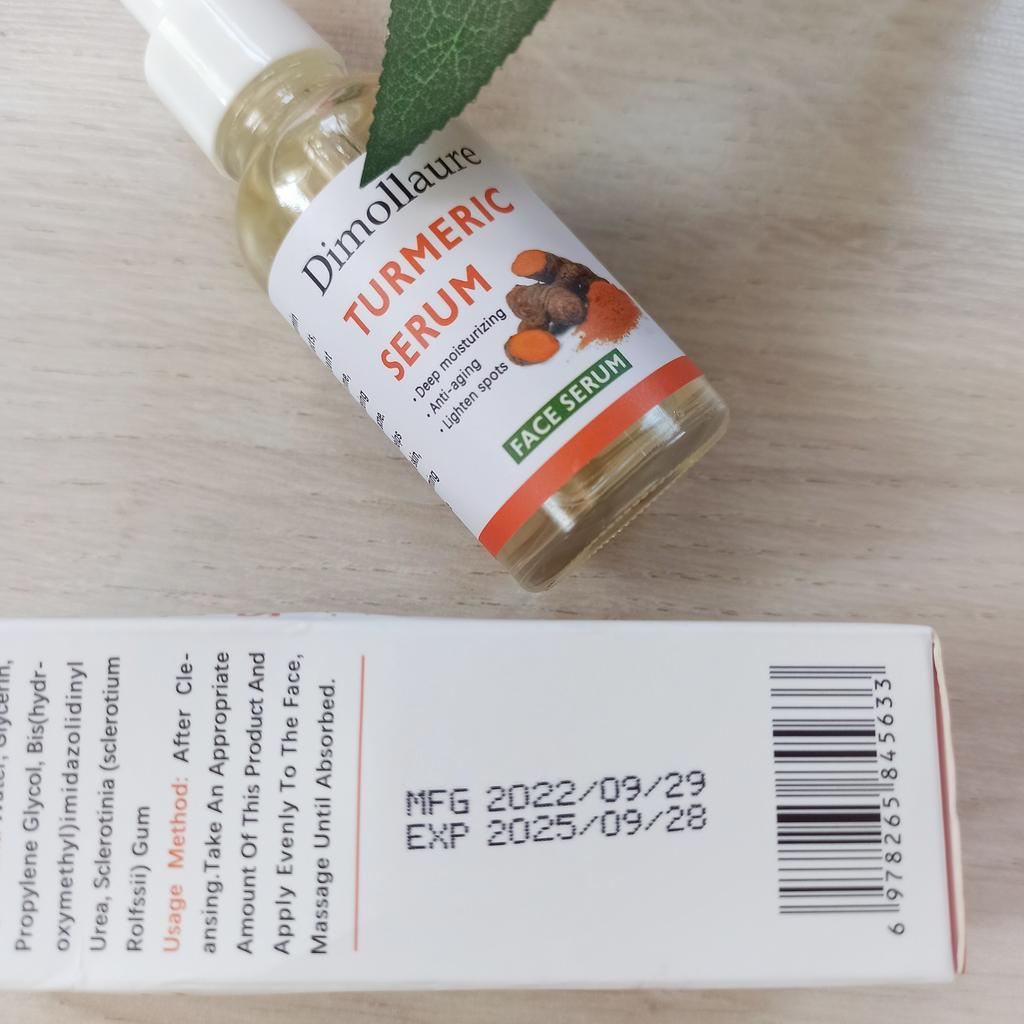 Dimollaure
TURMERIC
SERUM
• Deep moisturizing
• Anti-aging
• Lighten spots
FACE SERUM
Propylene Glycol, Bis(hydr-
oxymethyl)imidazolidinyl
Urea, Sclerotinia (sclerotium
Rolfssii) Gum
Usage Method: After Cle-
ansing.Take An Appropriate
Amount Of This Product And
Apply Evenly To The Face,
Massage Until Absorbed.
MFG 2022/09/29
EXP 2025/09/28
6 978265 845633